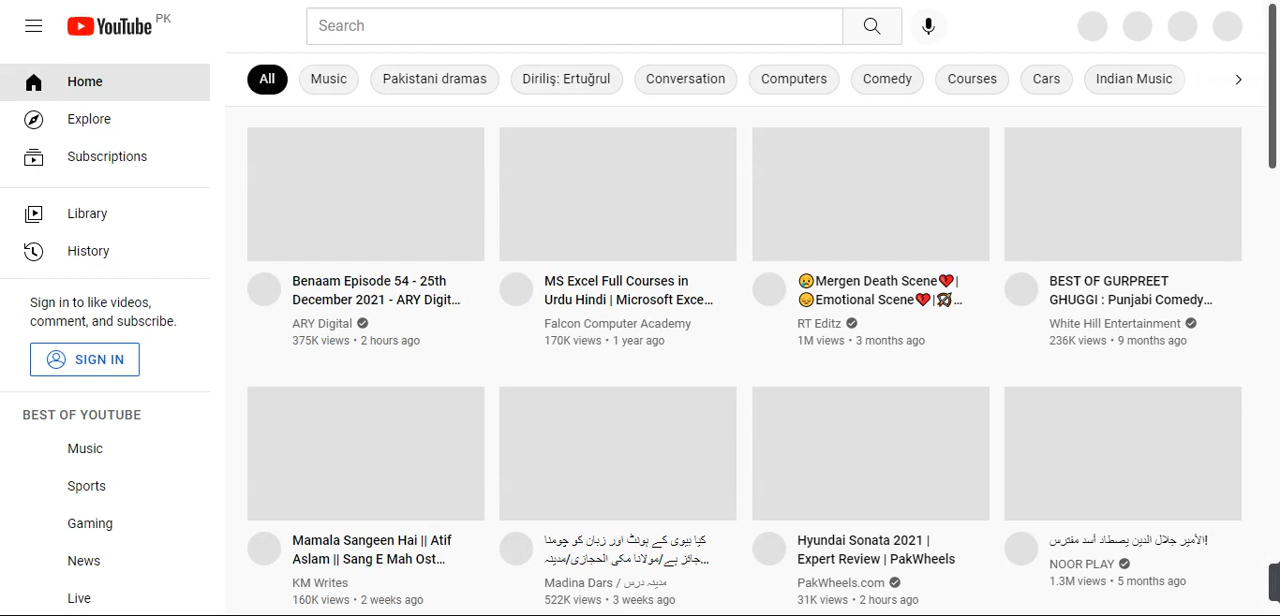 YouTube PK
Search
Home
Explore
Subscriptions
Library
History
Sign in to like videos,
comment, and subscribe.
SIGN IN
BEST OF YOUTUBE
Music
Sports
Gaming
News
Live
All Music Pakistani dramas Diriliş: Ertuğrul Conversation Computers Comedy Courses Cars Indian Music
Benaam Episode 54 - 25th
December 2021 - ARY Digit...
ARY Digital
375K views • 2 hours ago
MS Excel Full Courses in
Urdu Hindi | Microsoft Exce...
Falcon Computer Academy
170K views • 1 year ago
😥Mergen Death Scene💔|
😞Emotional Scene💔|💘...
RT Editz
1M views • 3 months ago
BEST OF GURPREET
GHUGGI : Punjabi Comedy...
White Hill Entertainment
236K views • 9 months ago
Mamala Sangeen Hai || Atif
Aslam || Sang E Mah Ost...
KM Writes
160K views • 2 weeks ago
کیا بیوی کے ہونٹ اور زبان کو چومنا
جائز ہے/مولانا مکی الحجازی/مدینہ...
Madina Dars / مدینہ درس
522K views • 3 weeks ago
Hyundai Sonata 2021 |
Expert Review | PakWheels
PakWheels.com
31K views • 2 hours ago
الأمير جلال الدين يصطاد أسد مفترس!
NOOR PLAY
1.3M views • 5 months ago